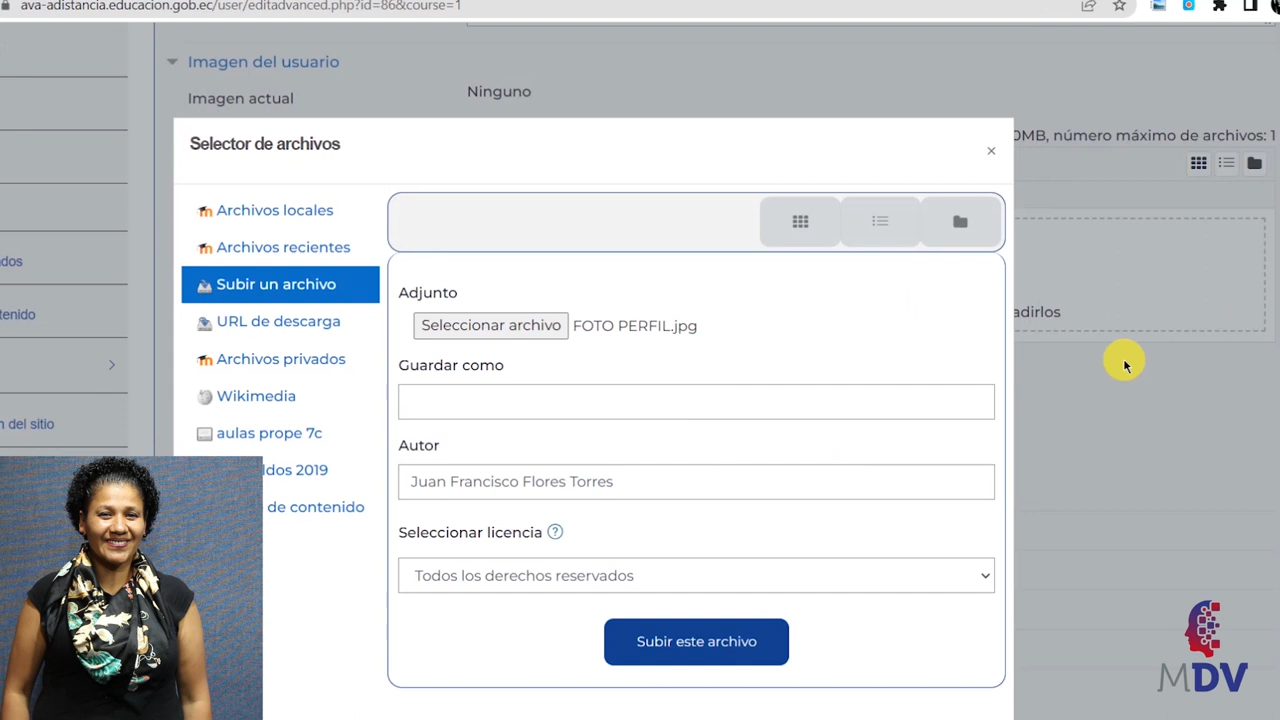 ava-adistancia.educacion.gob.ec/user/editadvanced.php?id=86&course=1
Imagen del usuario
Imagen actual
Ninguno
0MB, número máximo de archivos: 1
Selector de archivos
×
Archivos locales
Archivos recientes
Subir un archivo
URL de descarga
Archivos privados
Wikimedia
aulas prope 7c
ldos 2019
de contenido
Adjunto
Seleccionar archivo FOTO PERFIL.jpg
Guardar como
Autor
Juan Francisco Flores Torres
Seleccionar licencia ?
Todos los derechos reservados
Subir este archivo
dos
tenido
n del sitio
adirlos
MDV